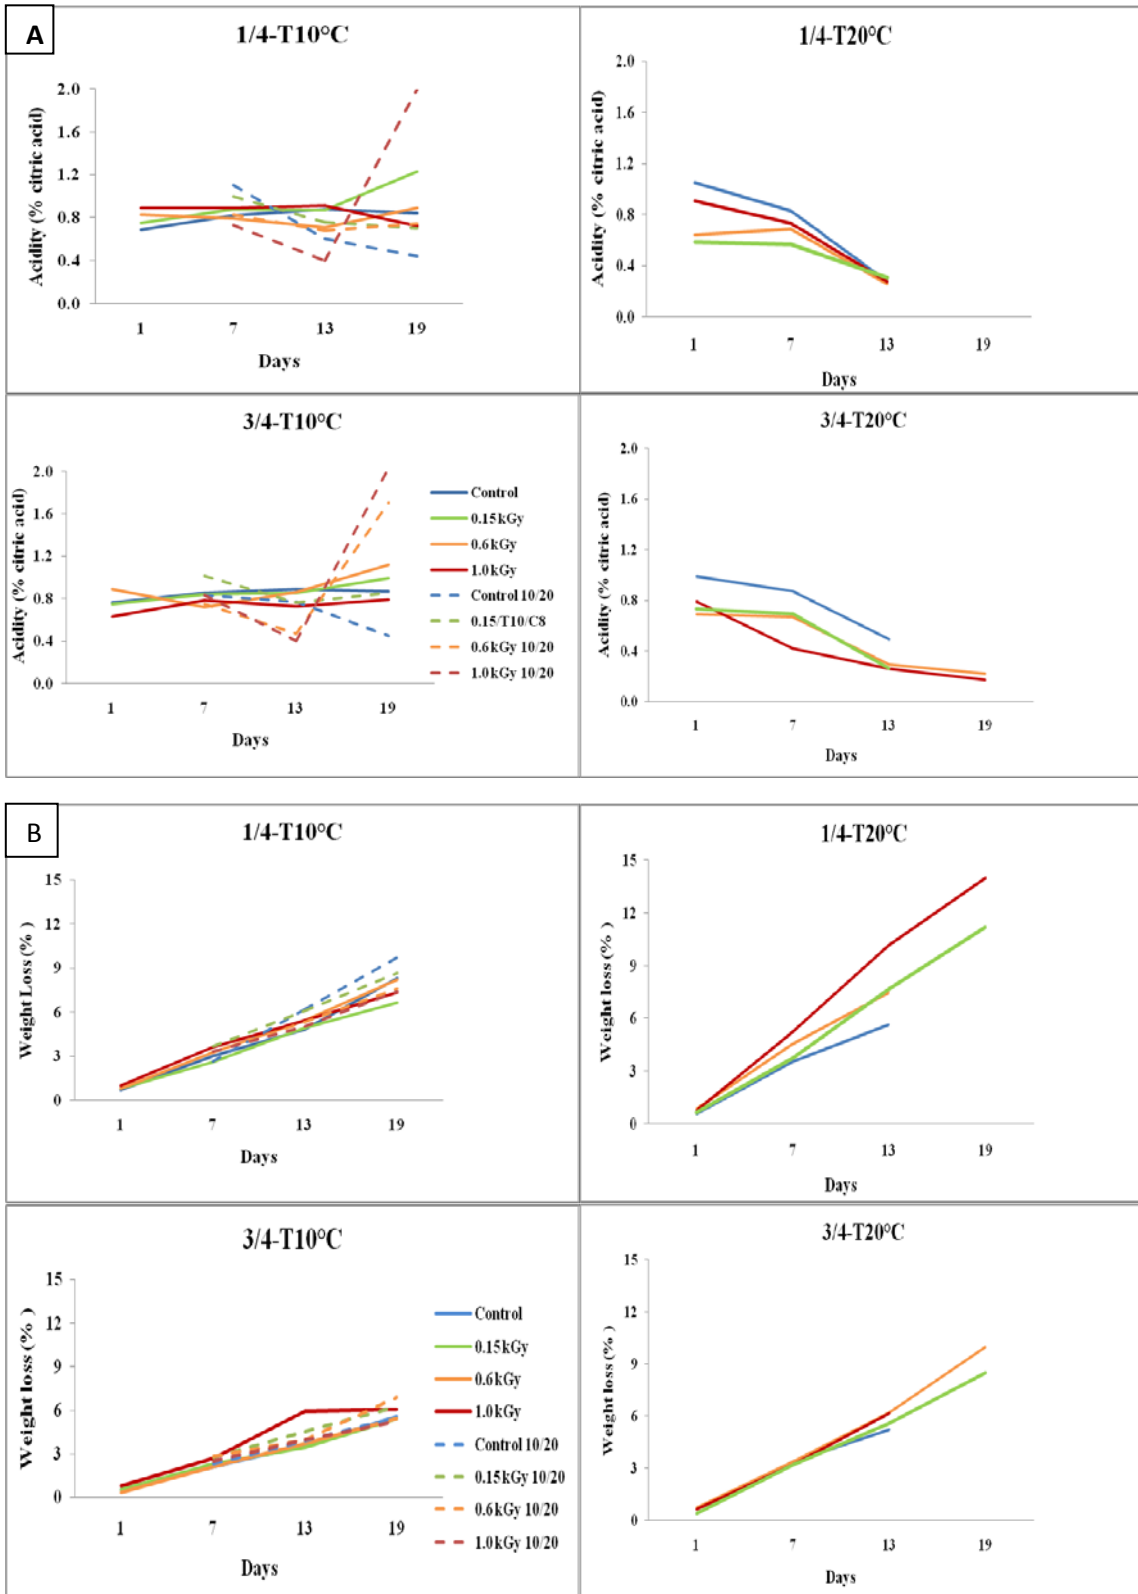 A
1/4-T10°C
2.0
1.6
1.2
0.8
0.4
0.0
Acidity (% citric acid)
1 7 13 19
Days
1/4-T20°C
2.0
1.6
1.2
0.8
0.4
0.0
Acidity (% citric acid)
1 7 13 19
Days
3/4-T10°C
2.0
1.6
1.2
0.8
0.4
0.0
Acidity (% citric acid)
1 7 13 19
Days
Control
0.15kGy
0.6kGy
1.0kGy
Control 10/20
0.15/T10/C8
0.6kGy 10/20
1.0kGy 10/20
3/4-T20°C
2.0
1.6
1.2
0.8
0.4
0.0
Acidity (% citric acid)
1 7 13 19
Days
B
1/4-T10°C
15
12
9
6
3
0
Weight Loss (% )
1 7 13 19
Days
1/4-T20°C
15
12
9
6
3
0
Weight loss (% )
1 7 13 19
Days
3/4-T10°C
15
12
9
6
3
0
Weight loss (% )
1 7 13 19
Days
Control
0.15kGy
0.6kGy
1.0kGy
Control 10/20
0.15kGy 10/20
0.6kGy 10/20
1.0kGy 10/20
3/4-T20°C
15
12
9
6
3
0
Weight loss (% )
1 7 13 19
Days